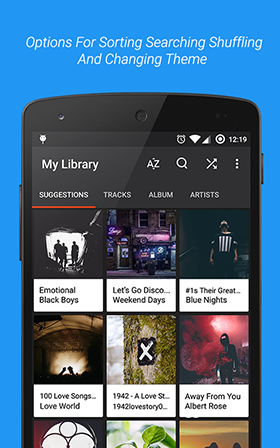 Options For Sorting Searching Shuffling
And Changing Theme
12:19
My Library
AZ
SUGGESTIONS
TRACKS
ALBUM
ARTISTS
Emotional
Black Boys
Let's Go Disco...
Weekend Days
#1s Their Great...
Blue Nights
100 Love Songs...
Love World
1942 - A Love St...
1942lovestory0...
Away From You
Albert Rose